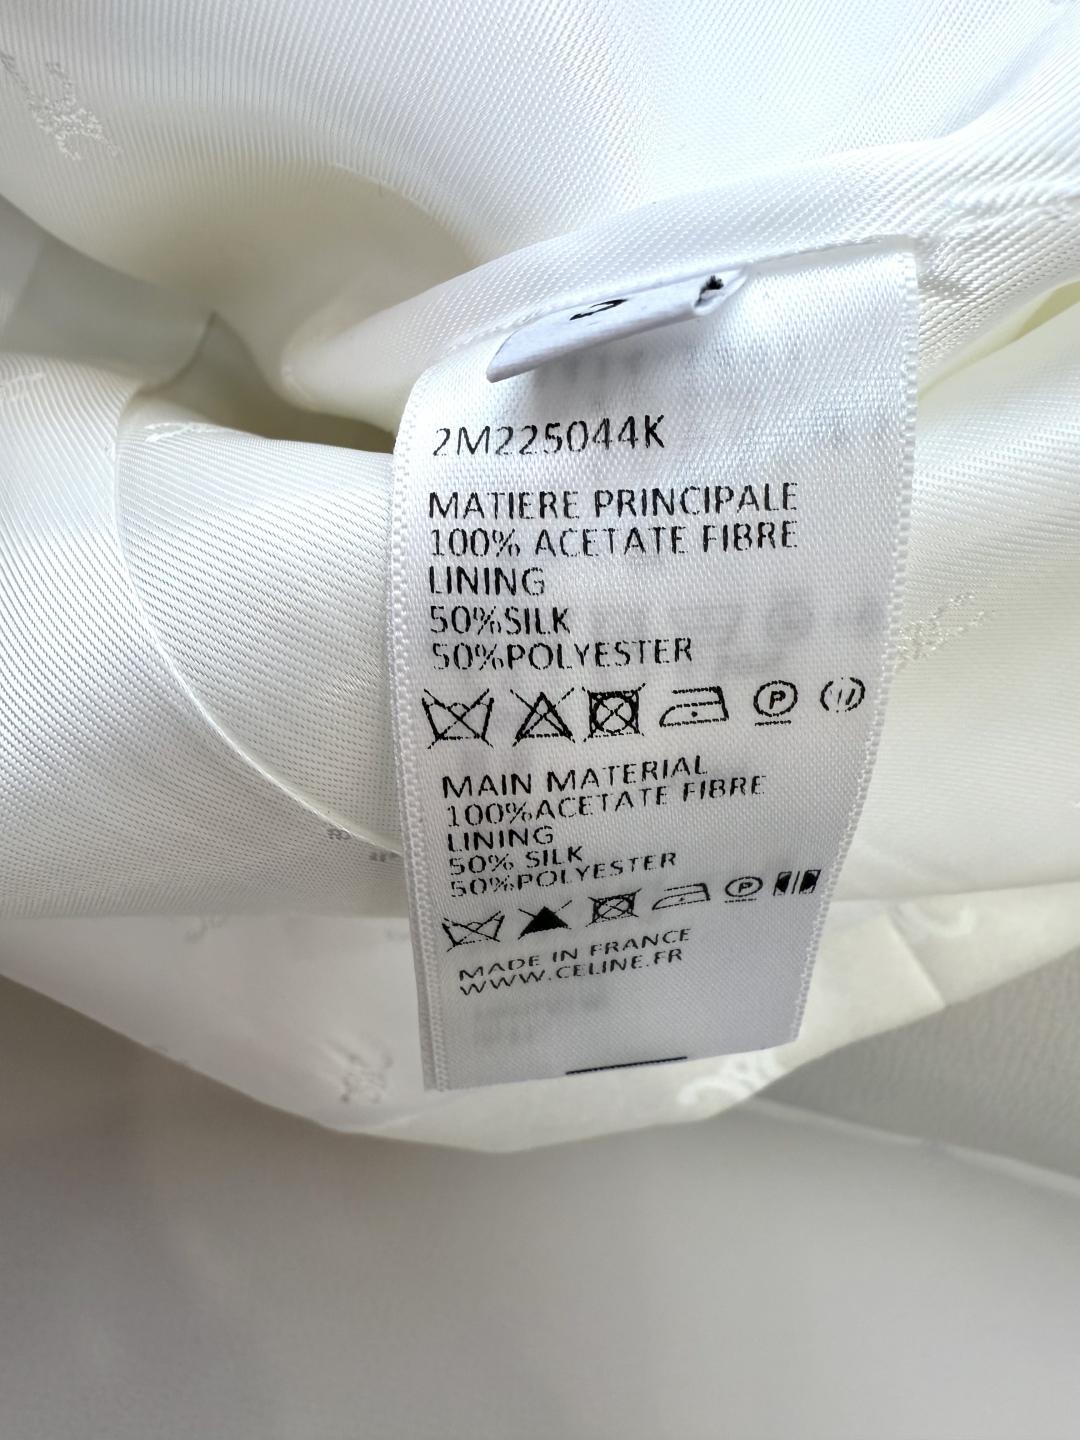 2M225044K
MATIERE PRINCIPALE
100% ACETATE FIBRE
LINING
50%SILK
50%POLYESTER
P
MAIN MATERIAL
100%ACETATE FIBRE
LINING
50% SILK
50%POLYESTER
P
MADE IN FRANCE
WWW.CELINE.FR